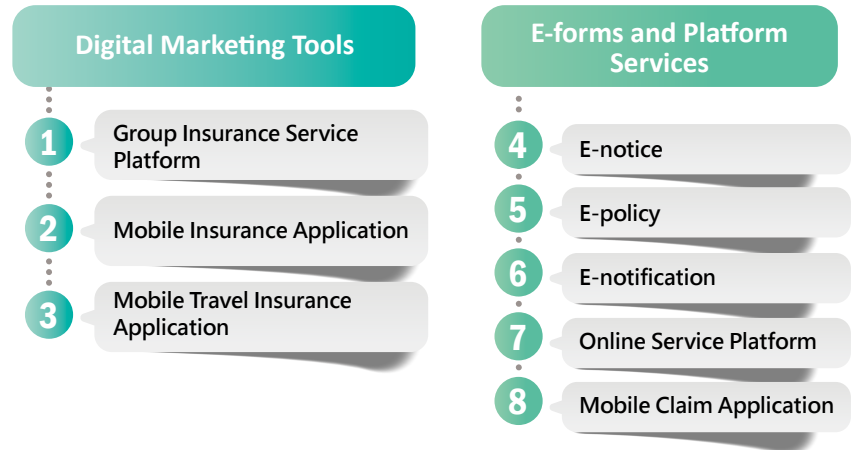 Digital Marketing Tools
1
Group Insurance Service
Platform
2
Mobile Insurance Application
3
Mobile Travel Insurance
Application
E-forms and Platform
Services
4
E-notice
5
E-policy
6
E-notification
7
Online Service Platform
8
Mobile Claim Application